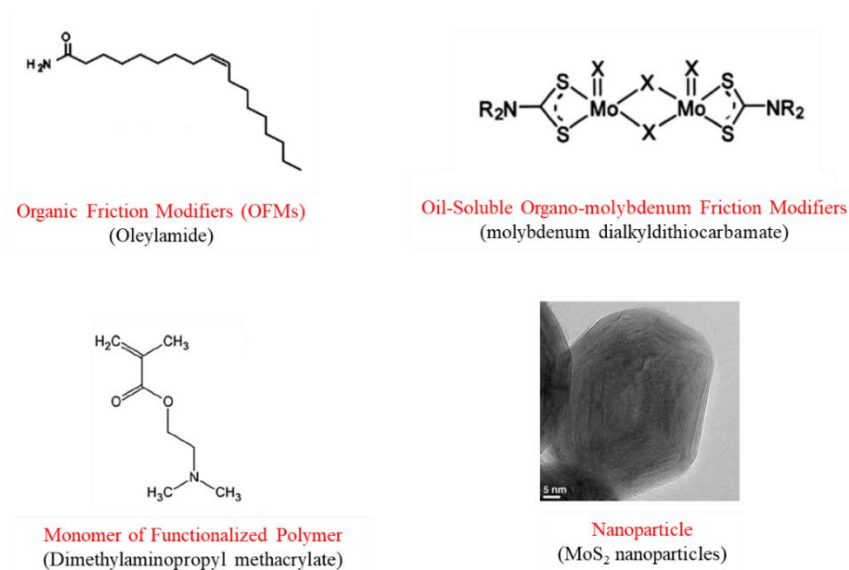 O
H₂N
Organic Friction Modifiers (OFMs)
(Oleylamide)
X X
S X S
R₂N Mo Mo NR₂
S X S
Oil-Soluble Organo-molybdenum Friction Modifiers
(molybdenum dialkyldithiocarbamate)
H₂C CH₃
O O
N
H₃C CH₃
Monomer of Functionalized Polymer
(Dimethylaminopropyl methacrylate)
5 nm
Nanoparticle
(MoS₂ nanoparticles)